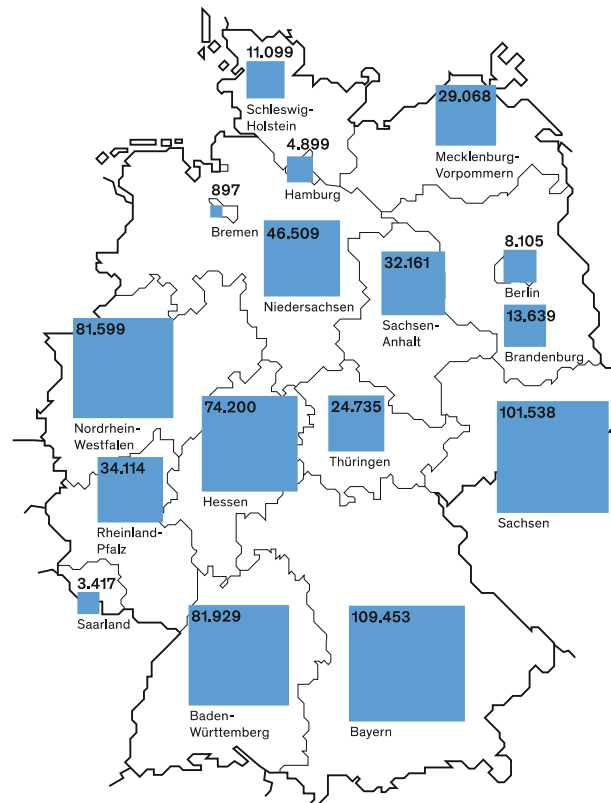 11.099
Schleswig-
Holstein
29.068
Mecklenburg-
Vorpommern
4.899
Hamburg
897
Bremen
46.509
Niedersachsen
32.161
Sachsen-
Anhalt
8.105
Berlin
13.639
Brandenburg
81.599
Nordrhein-
Westfalen
74.200
Hessen
24.735
Thüringen
101.538
Sachsen
34.114
Rheinland-
Pfalz
3.417
Saarland
81.929
Baden-
Württemberg
109.453
Bayern